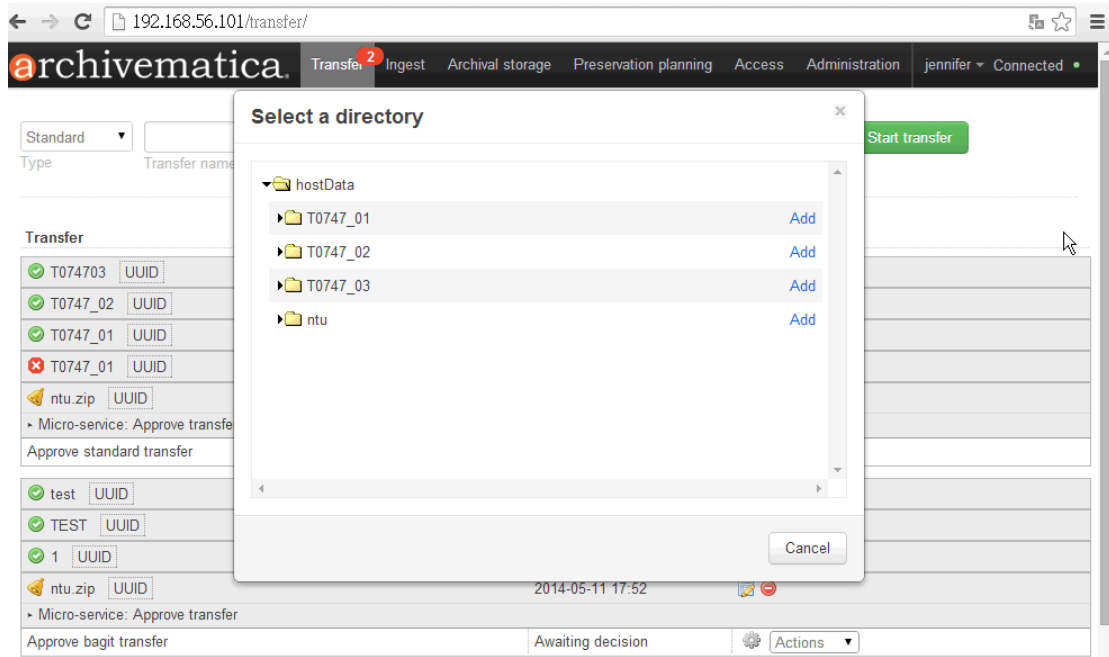 192.168.56.101/transfer/
archivematica.
Transfer 2 Ingest Archival storage Preservation planning Access Administration jennifer Connected
Select a directory
Standard
Start transfer
Type Transfer name
hostData
T0747_01 Add
T0747_02 Add
T0747_03 Add
ntu Add
Cancel
Transfer
T074703 UUID
T0747_02 UUID
T0747_01 UUID
T0747_01 UUID
ntu.zip UUID
Micro-service: Approve transfe
Approve standard transfer
test UUID
TEST UUID
1 UUID
ntu.zip UUID 2014-05-11 17:52
Micro-service: Approve transfer
Approve bagit transfer Awaiting decision Actions